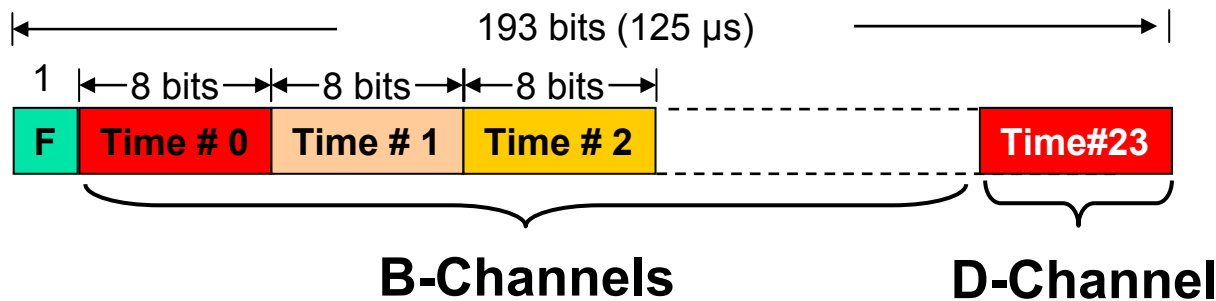 193 bits (125 µs)
1 8 bits 8 bits 8 bits
F Time # 0 Time # 1 Time # 2 Time#23
B-Channels D-Channel